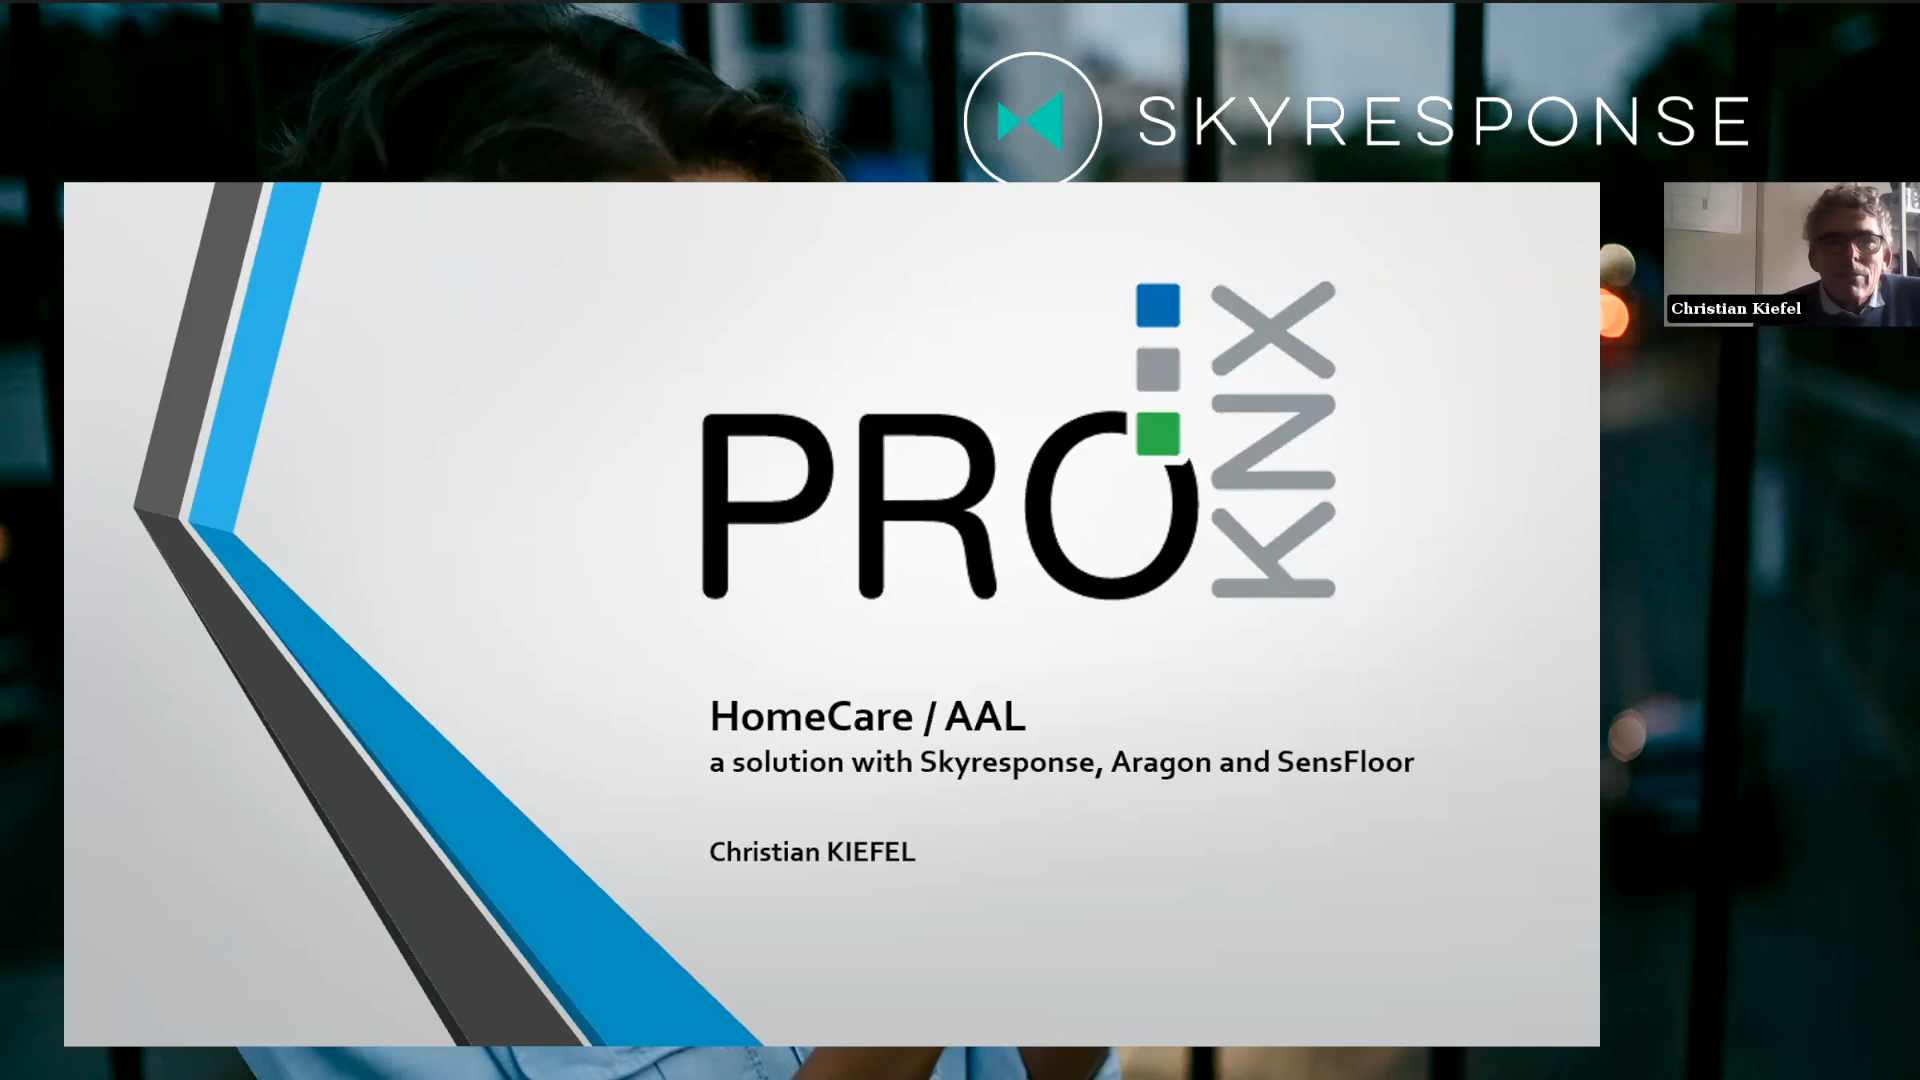 SKYRESPONSE
PRO KNX
Christian Kiefel
HomeCare / AAL
a solution with Skyresponse, Aragon and SensFloor
Christian KIEFEL